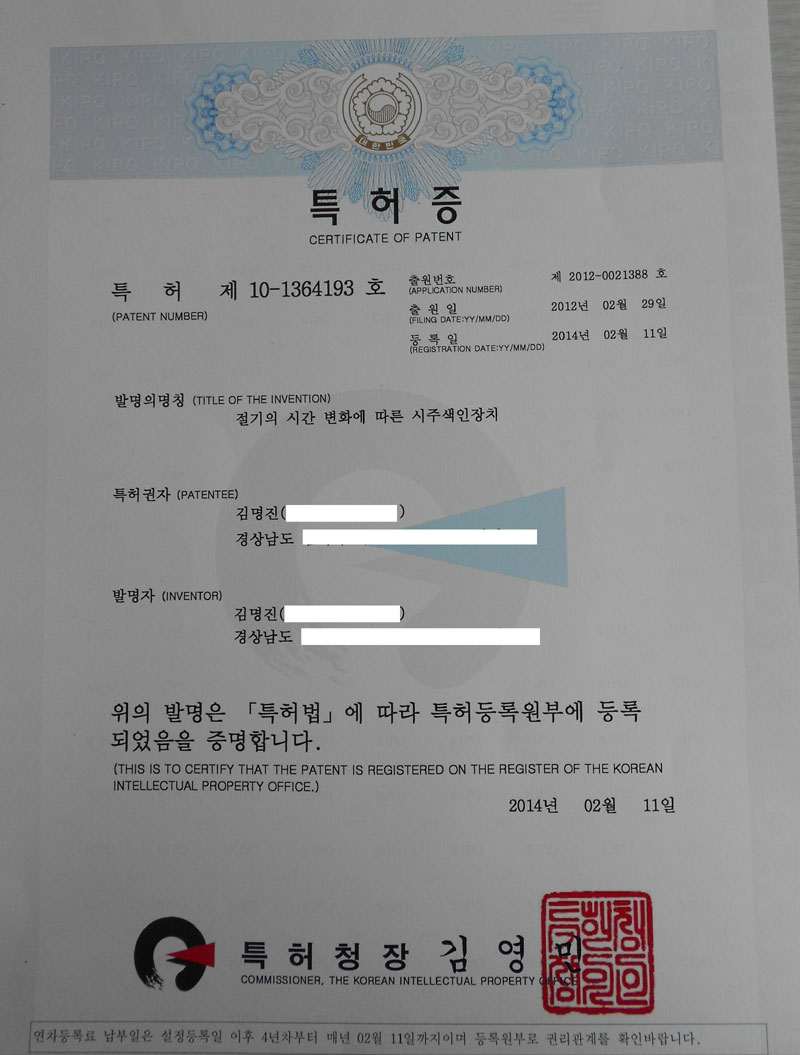 대한민국
특 허 증
CERTIFICATE OF PATENT
특 허 제 10-1364193 호
(PATENT NUMBER)
출원번호 제 2012-0021388 호
(APPLICATION NUMBER)
출 원 일 2012년 02월 29일
(FILING DATE:YY/MM/DD)
등 록 일 2014년 02월 11일
(REGISTRATION DATE:YY/MM/DD)
발명의명칭 (TITLE OF THE INVENTION)
절기의 시간 변화에 따른 시주색인장치
특허권자 (PATENTEE)
김명진( )
경상남도
발명자 (INVENTOR)
김명진( )
경상남도
위의 발명은 「특허법」에 따라 특허등록원부에 등록
되었음을 증명합니다.
(THIS IS TO CERTIFY THAT THE PATENT IS REGISTERED ON THE REGISTER OF THE KOREAN
INTELLECTUAL PROPERTY OFFICE.)
2014년 02월 11일
특 허 청 장 김 영 민
COMMISSIONER, THE KOREAN INTELLECTUAL PROPERTY OFFICE
연차등록료 납부일은 설정등록일 이후 4년차부터 매년 02월 11일까지이며 등록원부로 권리관계를 확인바랍니다.